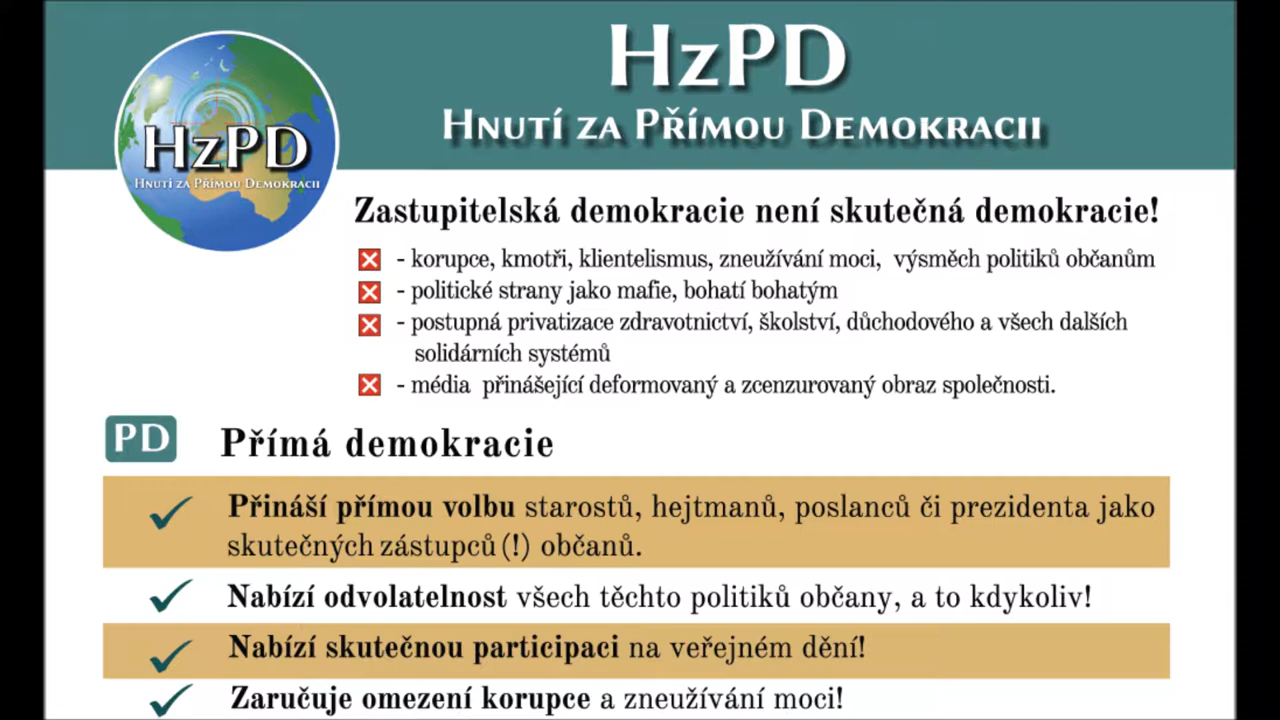 HzPD
Hnutí za Přímou Demokracii
HzPD
Hnutí za Přímou Demokracii
Zastupitelská demokracie není skutečná demokracie!
- korupce, kmotři, klientelismus, zneužívání moci, výsměch politiků občanům
- politické strany jako mafie, bohatí bohatým
- postupná privatizace zdravotnictví, školství, důchodového a všech dalších
solidárních systémů
- média přinášející deformovaný a zcenzurovaný obraz společnosti.
PD
Přímá demokracie
Přináší přímou volbu starostů, hejtmanů, poslanců či prezidenta jako
skutečných zástupců (!) občanů.
Nabízí odvolatelnost všech těchto politiků občany, a to kdykoliv!
Nabízí skutečnou participaci na veřejném dění!
Zaručuje omezení korupce a zneužívání moci!